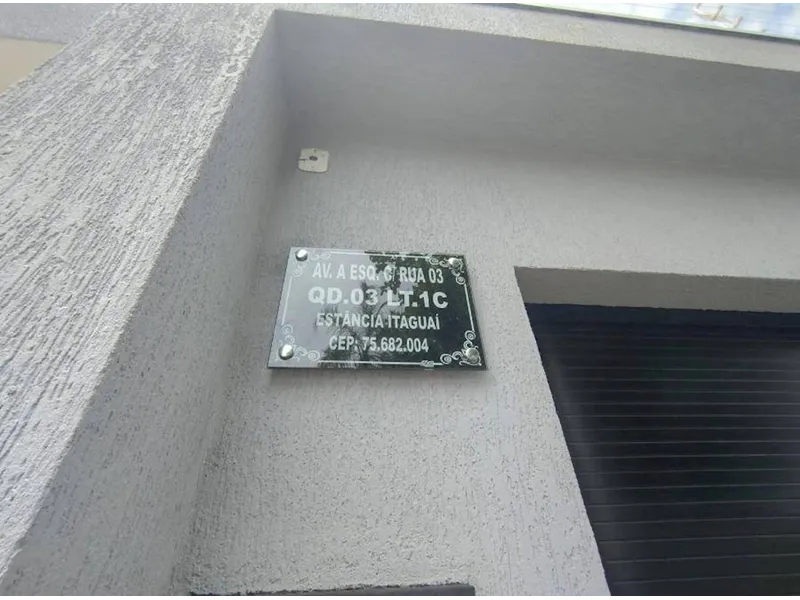 AV. A ESQ. C/ RUA 03
QD.03 LT.1C
ESTÂNCIA ITAGUAÍ
CEP: 75.682.004